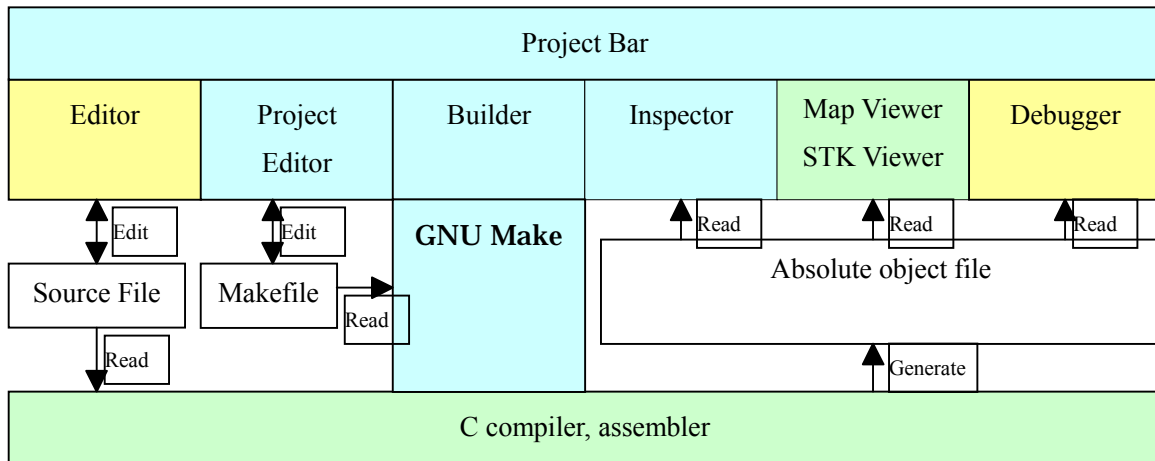 Project Bar
Editor
Project
Editor
Builder
Inspector
Map Viewer
STK Viewer
Debugger
Edit
Edit
GNU Make
Read
Read
Read
Source File
Makefile
Absolute object file
Read
Read
Generate
C compiler, assembler